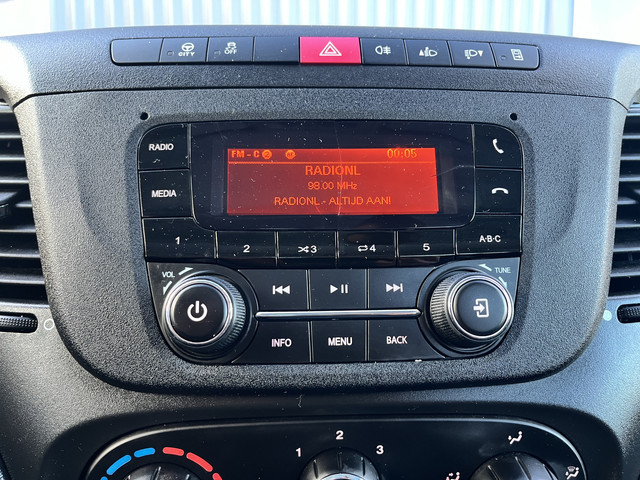 CITY
OFF
RADIO
MEDIA
FM - C
00:05
RADIONL
98.00 MHz
RADIONL - ALTIJD AAN!
1
2
3
4
5
A-B-C
VOL
TUNE
INFO
MENU
BACK
1
2
3